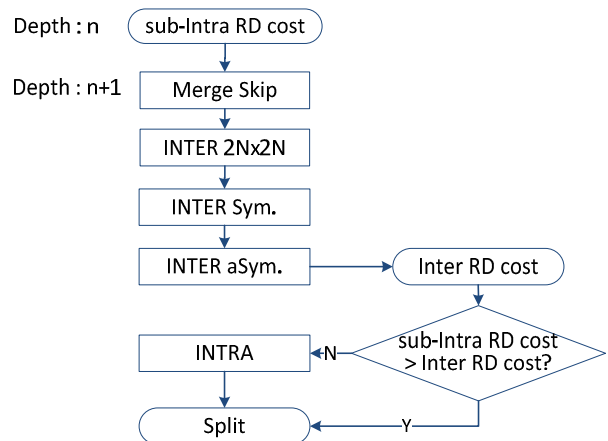 Depth : n
sub-Intra RD cost
Depth : n+1
Merge Skip
INTER 2Nx2N
INTER Sym.
INTER aSym.
Inter RD cost
sub-Intra RD cost
> Inter RD cost?
N
INTRA
Y
Split